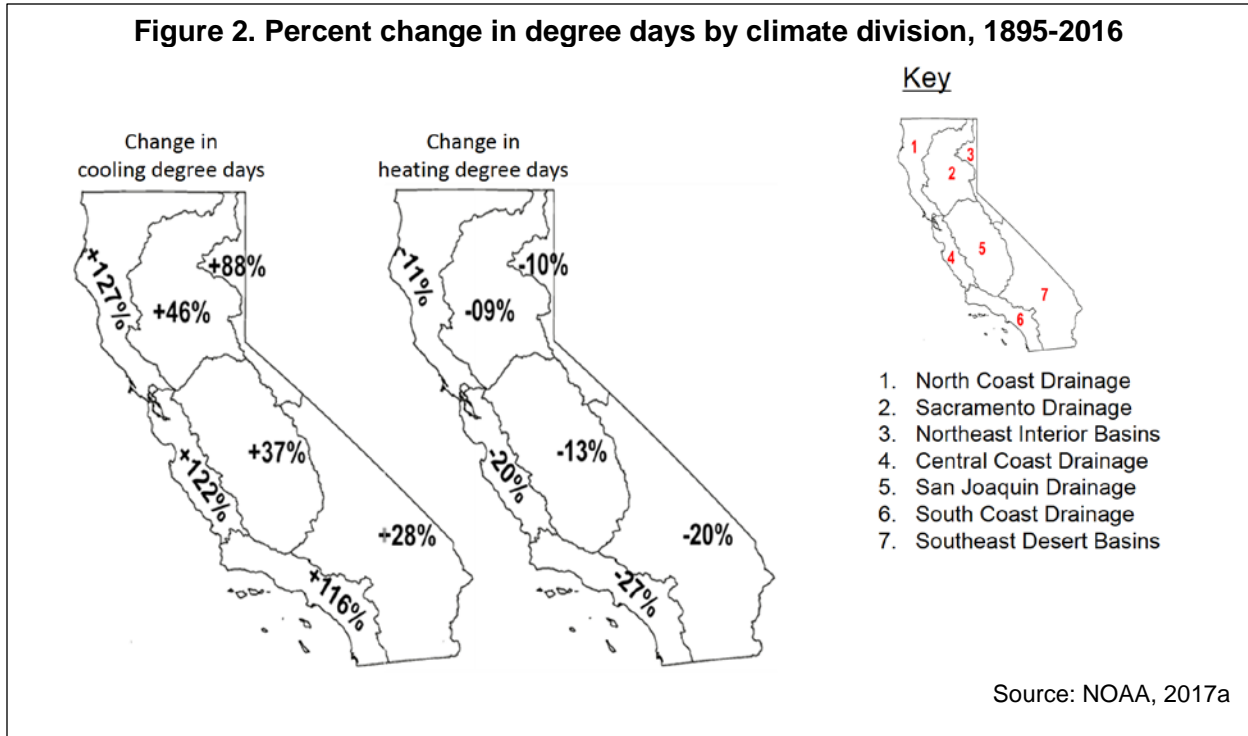 Figure 2. Percent change in degree days by climate division, 1895-2016
Change in
cooling degree days
+127%
+88%
+46%
+37%
+122%
+28%
+116%
Change in
heating degree days
-11%
-10%
-09%
-13%
-20%
-20%
-27%
Key
1
3
2
5
4
7
6
1. North Coast Drainage
2. Sacramento Drainage
3. Northeast Interior Basins
4. Central Coast Drainage
5. San Joaquin Drainage
6. South Coast Drainage
7. Southeast Desert Basins
Source: NOAA, 2017a